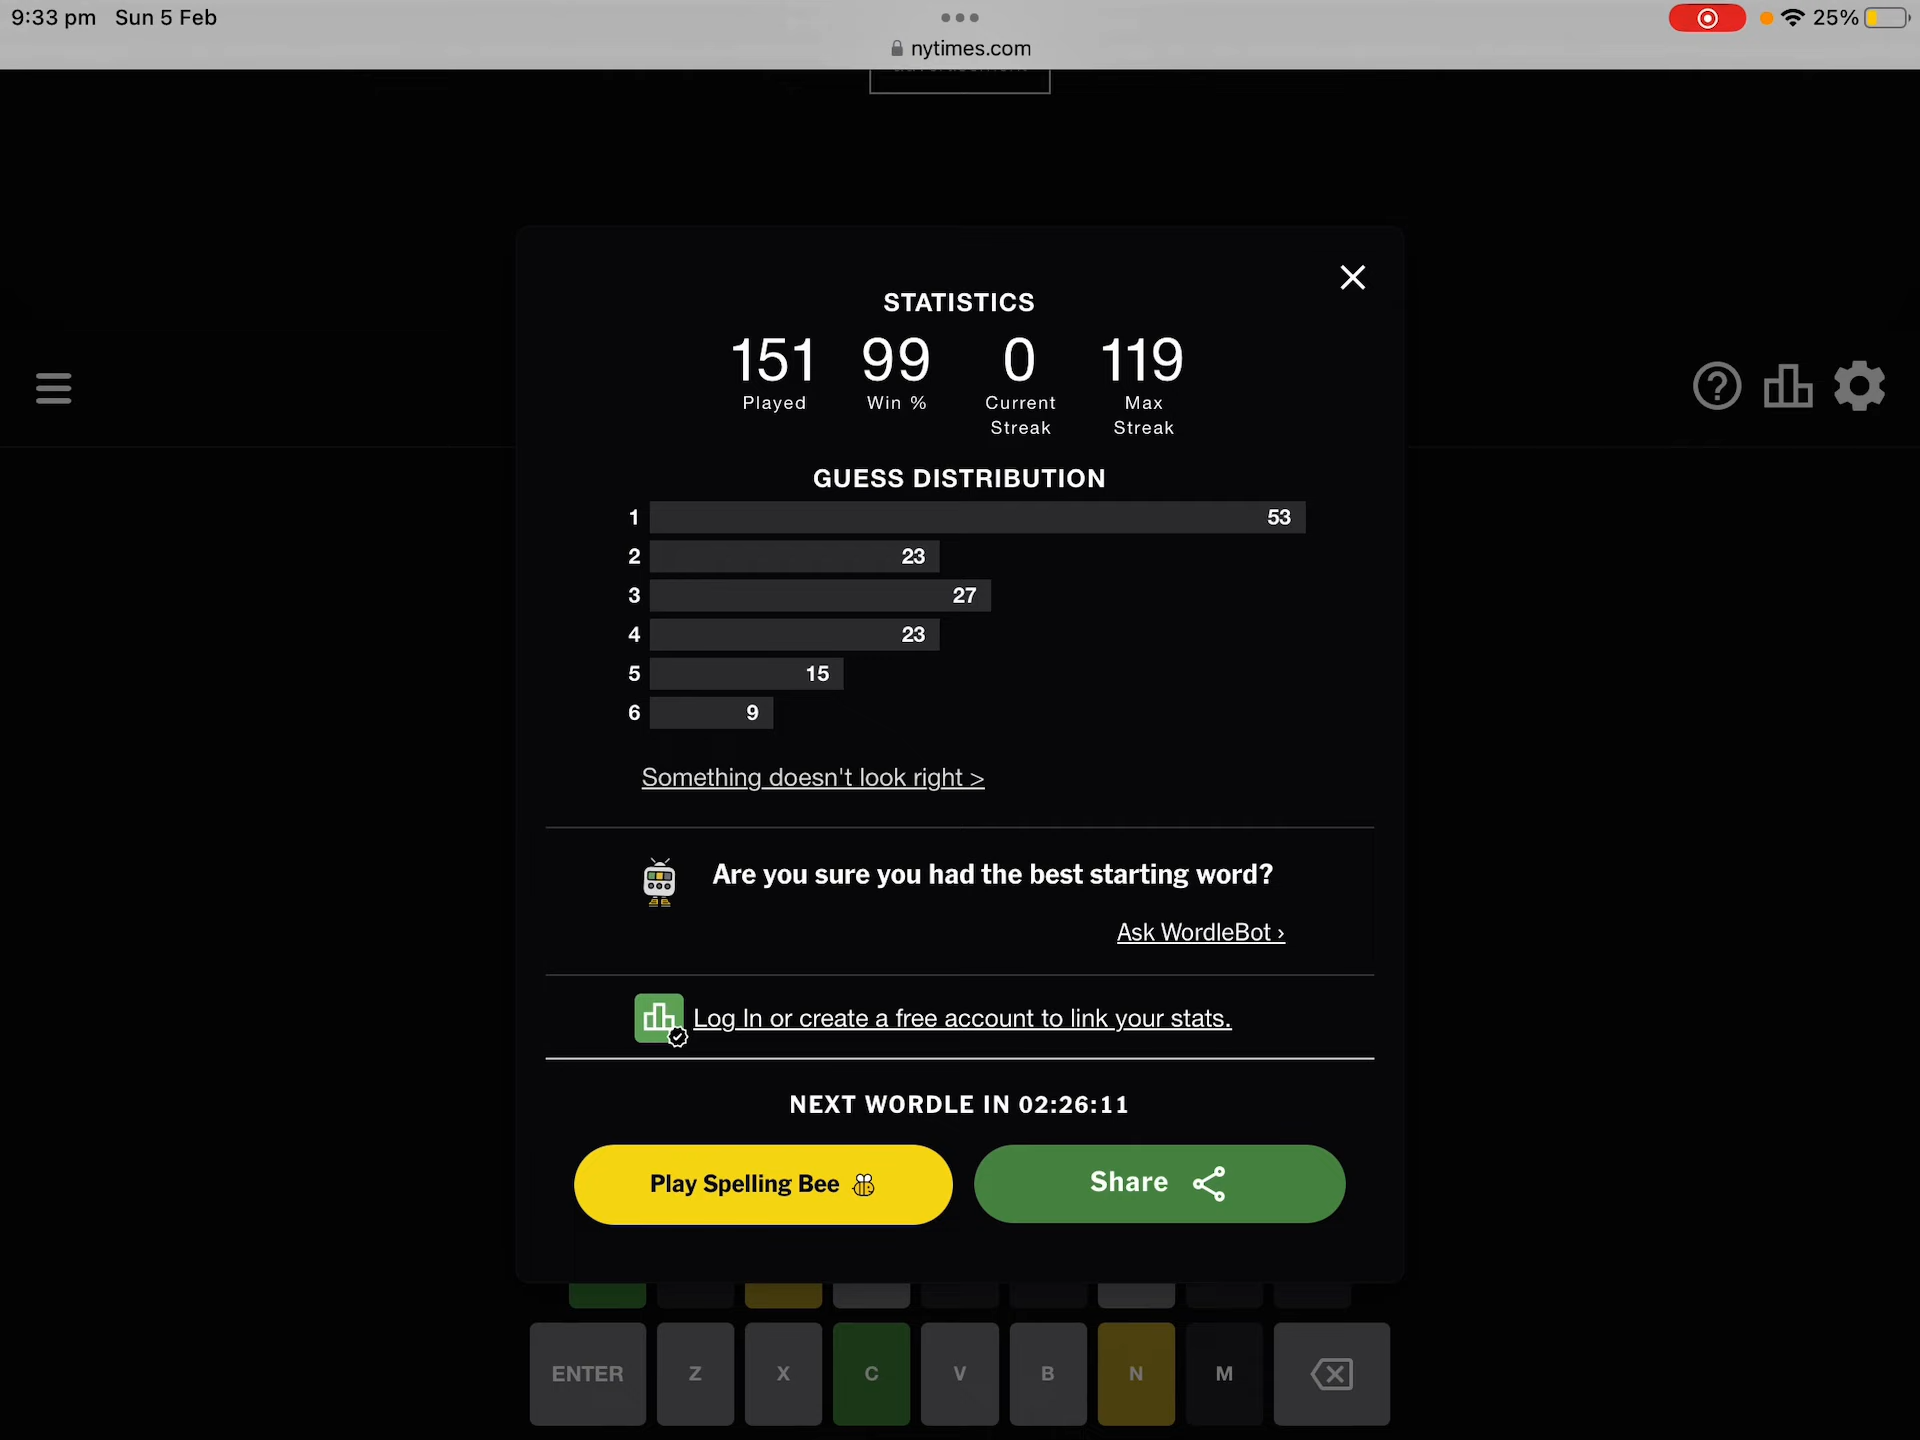 9:33 pm Sun 5 Feb
25%
nytimes.com
STATISTICS
151 99 0 119
Played Win % Current Streak Max Streak
GUESS DISTRIBUTION
1 53
2 23
3 27
4 23
5 15
6 9
Something doesn't look right >
Are you sure you had the best starting word?
Ask WordleBot ›
Log In or create a free account to link your stats.
NEXT WORDLE IN 02:26:11
Play Spelling Bee
Share
ENTER Z X C V B N M